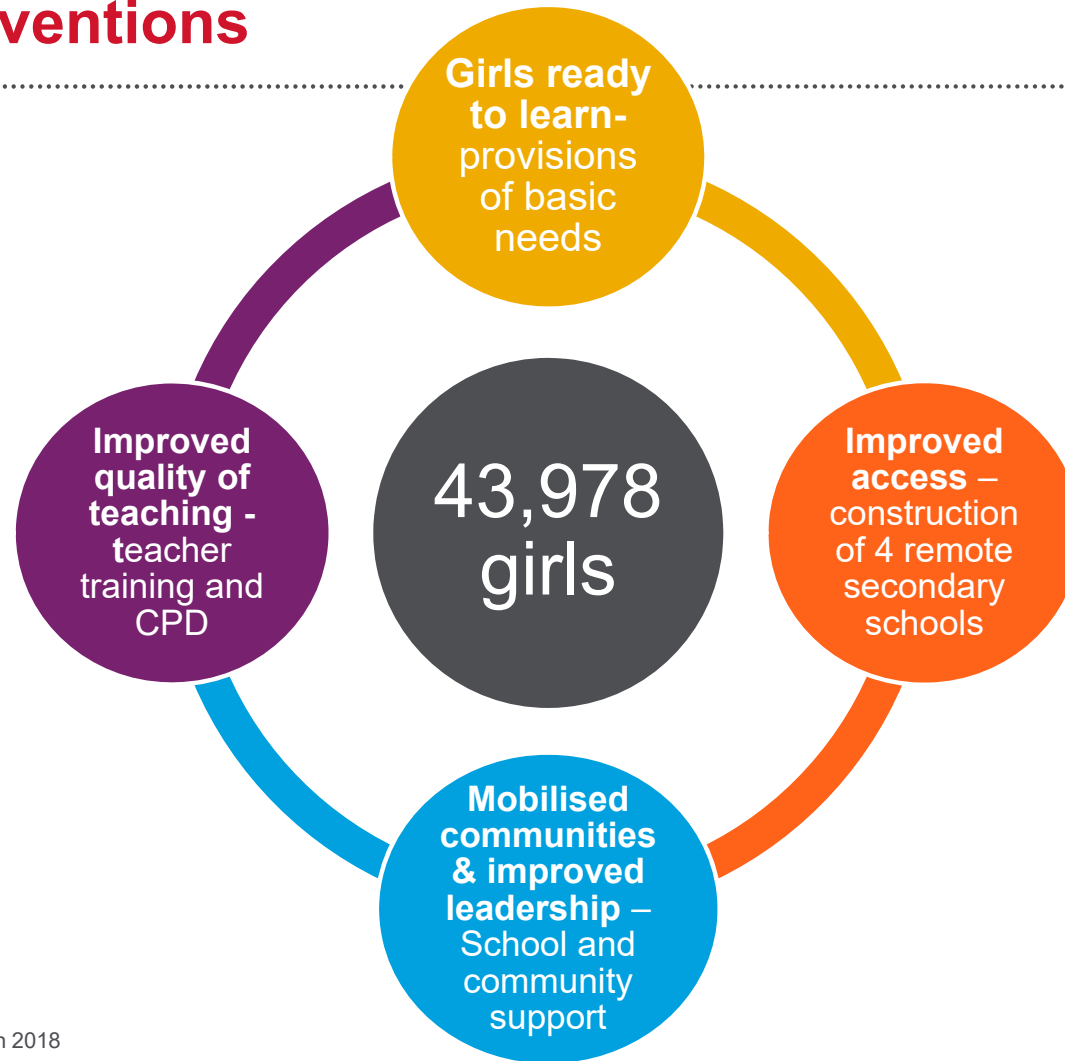 ventions
Girls ready
to learn-
provisions
of basic
needs
Improved
quality of
teaching -
teacher
training and
CPD
43,978
girls
Improved
access –
construction
of 4 remote
secondary
schools
Mobilised
communities
& improved
leadership –
School and
community
support
2018